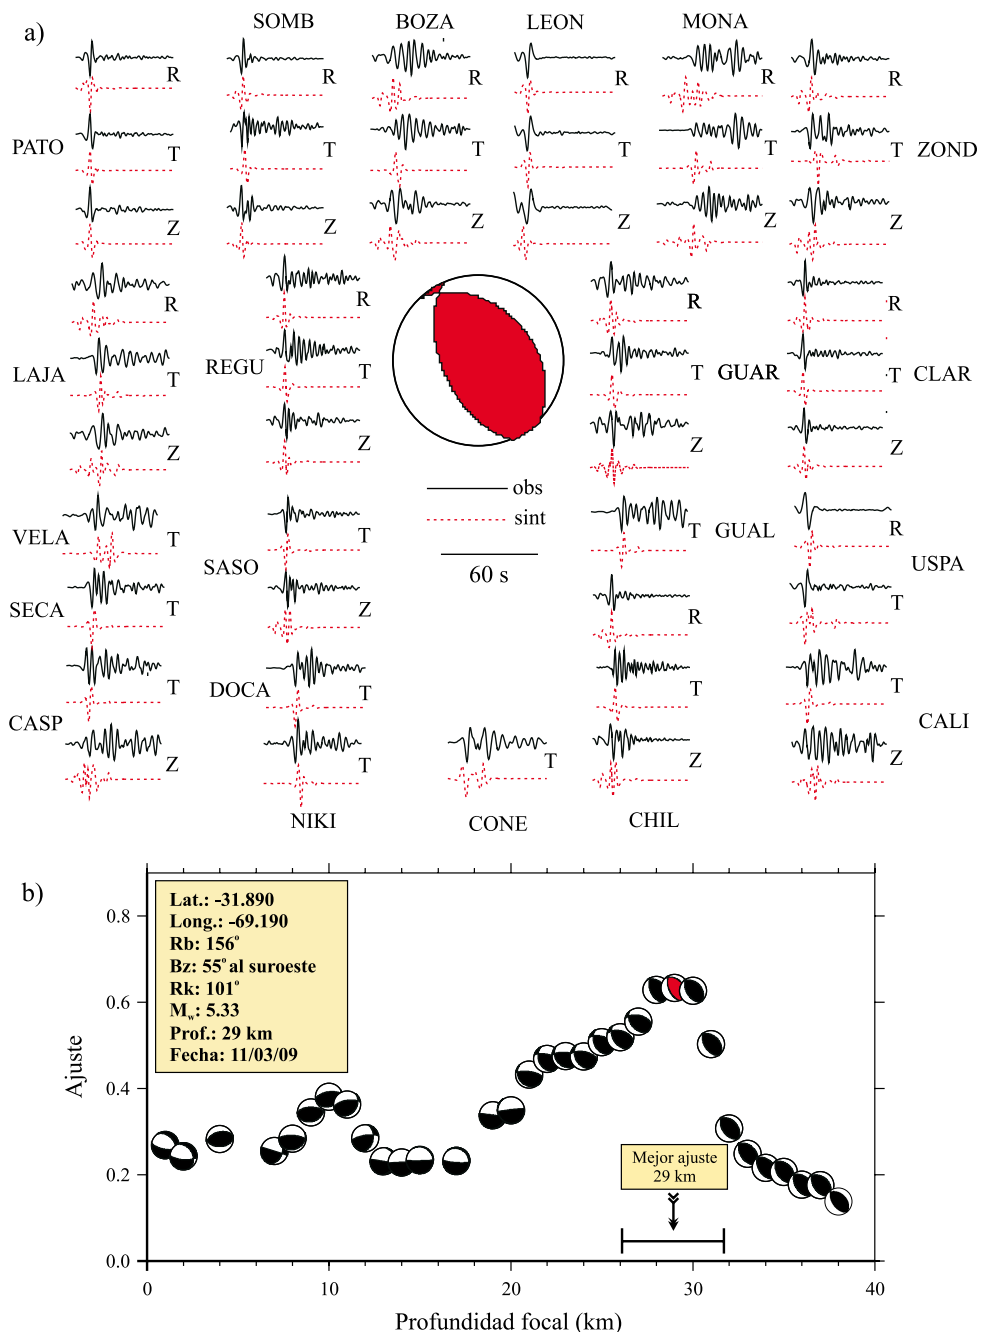 a)
SOMB BOZA LEON MONA
R R R R R
PATO T T T T T T ZOND
Z Z Z Z Z Z
R R R R
LAJA T REGU T T GUAR T CLAR
Z Z Z Z
obs
sint
60 s
VELA T T T GUAL R
SASO USPA
SECA T Z R T
DOCA
T T T T
CASP CALI
Z T T Z Z
NIKI CONE CHIL
b)
Lat.: -31.890
Long.: -69.190
Rb: 156°
Bz: 55° al suroeste
Rk: 101°
Mw: 5.33
Prof.: 29 km
Fecha: 11/03/09
Ajuste
0.8
0.6
0.4
0.2
0.0
Mejor ajuste
29 km
0 10 20 30 40
Profundidad focal (km)